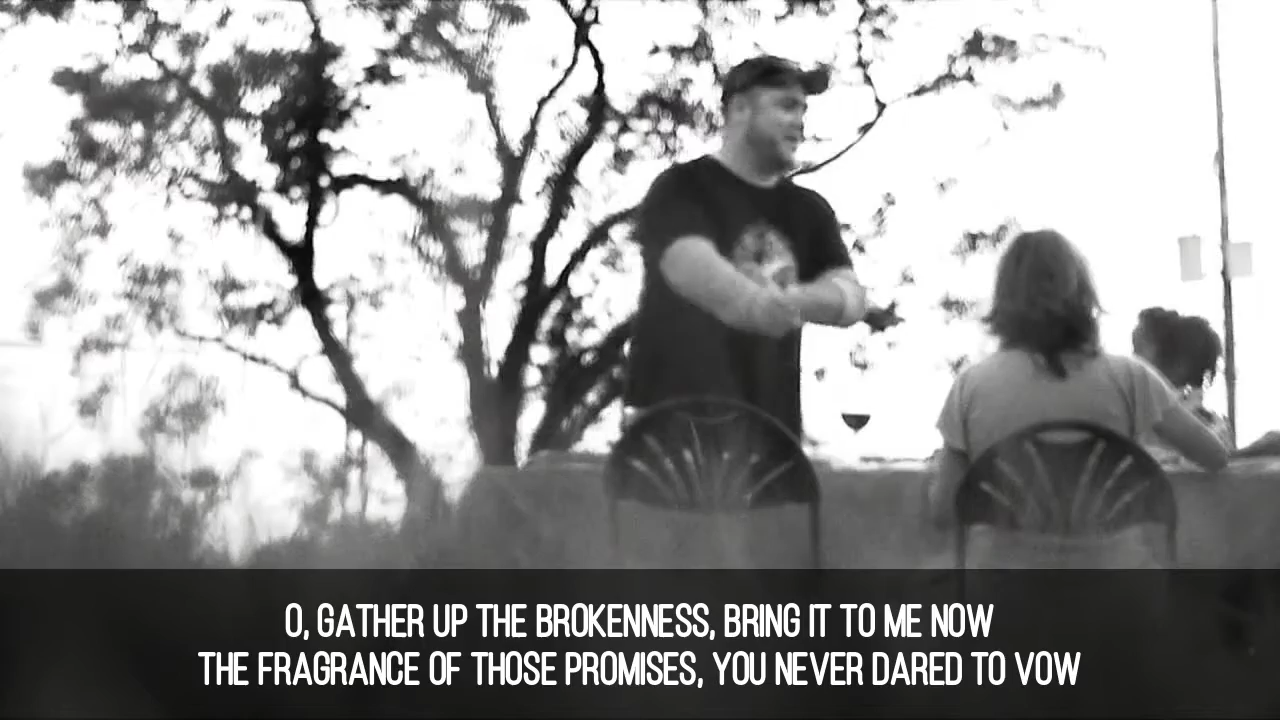 O, GATHER UP THE BROKENNESS, BRING IT TO ME NOW
THE FRAGRANCE OF THOSE PROMISES, YOU NEVER DARED TO VOW